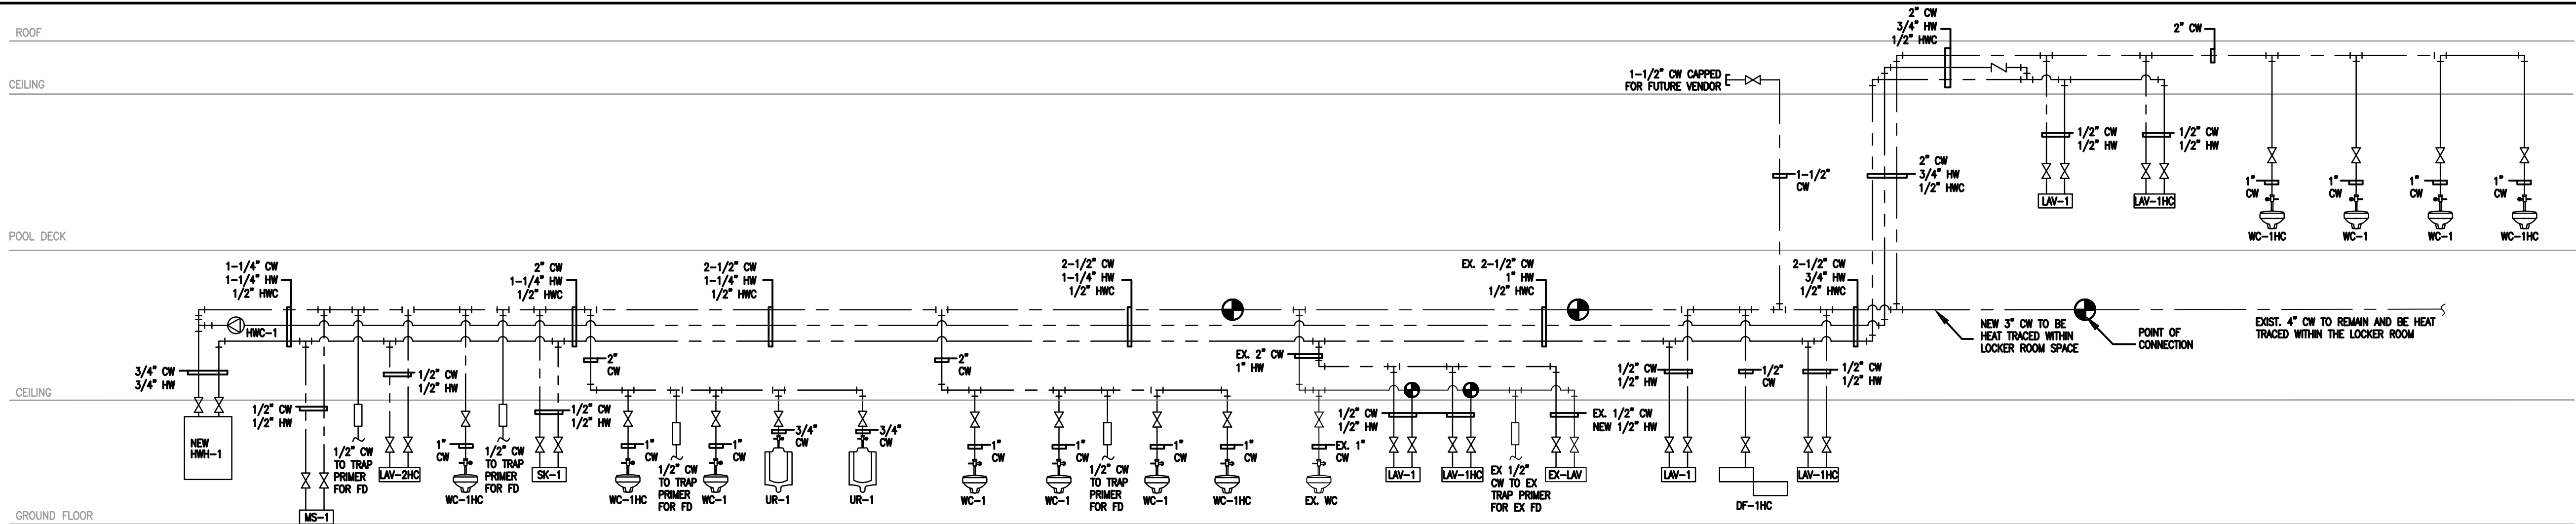 ROOF
CEILING
POOL DECK
CEILING
GROUND FLOOR
2" CW
3/4" HW
1/2" HWC
2" CW
1-1/2" CW CAPPED
FOR FUTURE VENDOR
1-1/2"
CW
2" CW
3/4" HW
1/2" HWC
1/2" CW
1/2" HW
LAV-1
1/2" CW
1/2" HW
LAV-1HC
1"
CW
WC-1HC
1"
CW
WC-1
1"
CW
WC-1
1"
CW
WC-1HC
1-1/4" CW
1-1/4" HW
1/2" HWC
2" CW
1-1/4" HW
1/2" HWC
2-1/2" CW
1-1/4" HW
1/2" HWC
2-1/2" CW
1-1/4" HW
1/2" HWC
EX. 2-1/2" CW
1" HW
1/2" HWC
2-1/2" CW
3/4" HW
1/2" HWC
HWC-1
NEW 3" CW TO BE
HEAT TRACED WITHIN
LOCKER ROOM SPACE
POINT OF
CONNECTION
EXIST. 4" CW TO REMAIN AND BE HEAT
TRACED WITHIN THE LOCKER ROOM
3/4" CW
3/4" HW
NEW
HWH-1
1/2" CW
1/2" HW
MS-1
1/2" CW
TO TRAP
PRIMER
FOR FD
1/2" CW
1/2" HW
LAV-2HC
1"
CW
WC-1HC
1/2" CW
TO TRAP
PRIMER
FOR FD
1/2" CW
1/2" HW
SK-1
2"
CW
1"
CW
WC-1HC
1/2" CW
TO TRAP
PRIMER
FOR FD
1"
CW
WC-1
3/4"
CW
UR-1
3/4"
CW
UR-1
2"
CW
1"
CW
WC-1
1"
CW
WC-1
1/2" CW
TO TRAP
PRIMER
FOR FD
1"
CW
WC-1
1"
CW
WC-1HC
EX. 2" CW
1" HW
EX. 1"
CW
EX. WC
1/2" CW
1/2" HW
LAV-1
LAV-1HC
EX 1/2"
CW TO EX
TRAP PRIMER
FOR EX FD
EX. 1/2" CW
NEW 1/2" HW
EX-LAV
1/2" CW
1/2" HW
LAV-1
1/2"
CW
DF-1HC
1/2" CW
1/2" HW
LAV-1HC